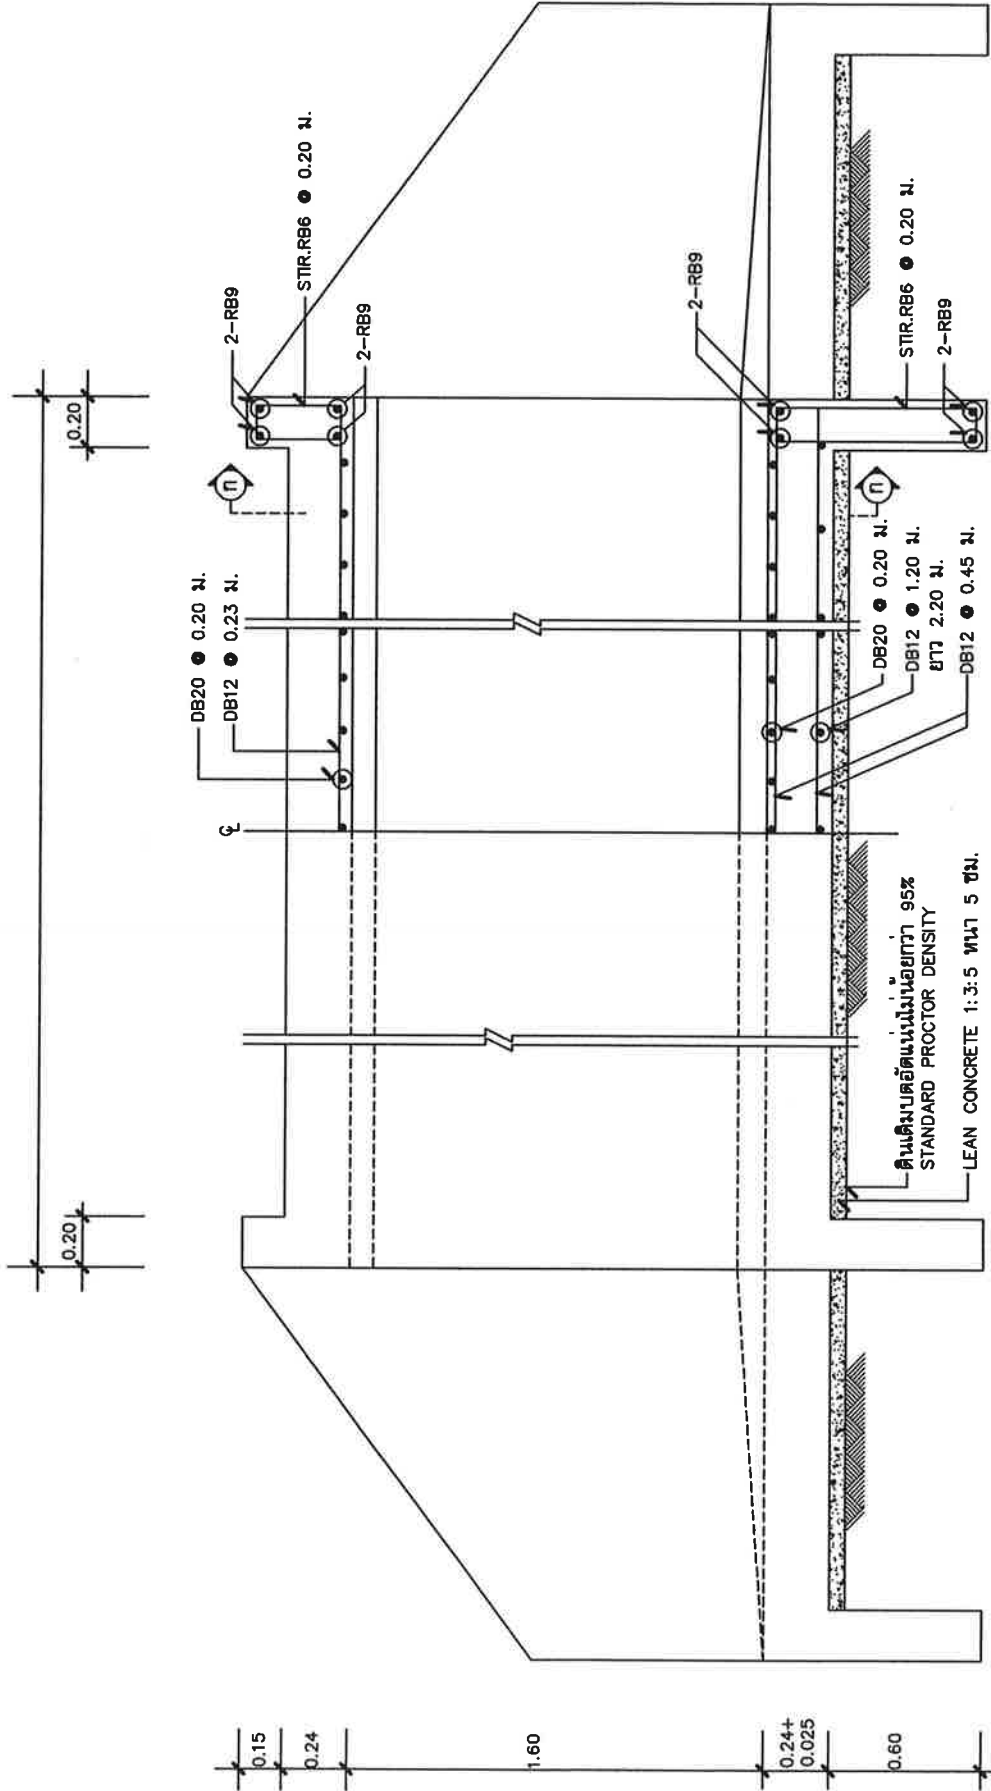 0.20
0.20
2-RB9
STIR.RB6 @ 0.20 ม.
2-RB9
ก
DB20 @ 0.20 ม.
DB12 @ 0.23 ม.
℄
2-RB9
STIR.RB6 @ 0.20 ม.
2-RB9
ก
DB20 @ 0.20 ม.
DB12 @ 1.20 ม.
ยาว 2.20 ม.
DB12 @ 0.45 ม.
ดินเดิมบดอัดแน่นไม่น้อยกว่า 95%
STANDARD PROCTOR DENSITY
LEAN CONCRETE 1:3:5 หนา 5 ซม.
0.15
0.24
1.60
0.24+
0.025
0.60